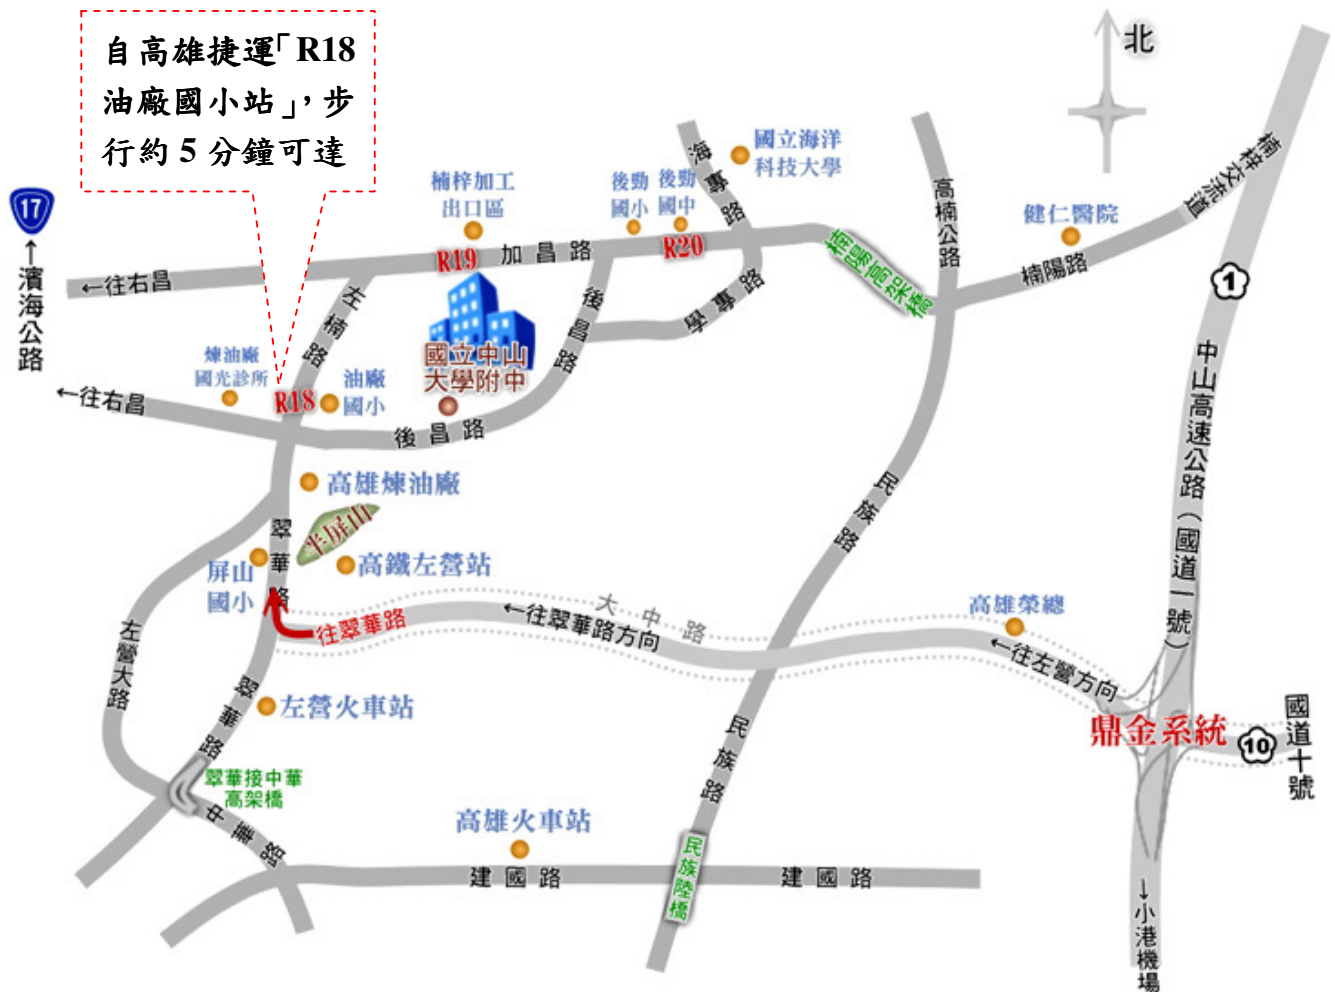 自高雄捷運「R18
油廠國小站」，步
行約 5 分鐘可達
北
17
←濱海公路
國立海洋
科技大學
海專路
楠梓加工
出口區
後勁
國小
後勁
國中
高楠公路
健仁醫院
楠梓交流道
R19
加昌路
R20
楠陽高架橋
楠陽路
←往右昌
左楠路
後昌路
學專路
1
中山高速公路（國道一號）
國立中山
大學附中
煉油廠
國光診所
R18
油廠
國小
←往右昌
後昌路
高雄煉油廠
半屏山
民族路
翠華路
屏山
國小
高鐵左營站
大中路
←往翠華路方向
往翠華路
高雄榮總
←往左營方向
左營大路
翠華路
左營火車站
民族路
鼎金系統
10
國道十號
翠華接中華
高架橋
中華路
高雄火車站
建國路
民族陸橋
建國路
↓小港機場